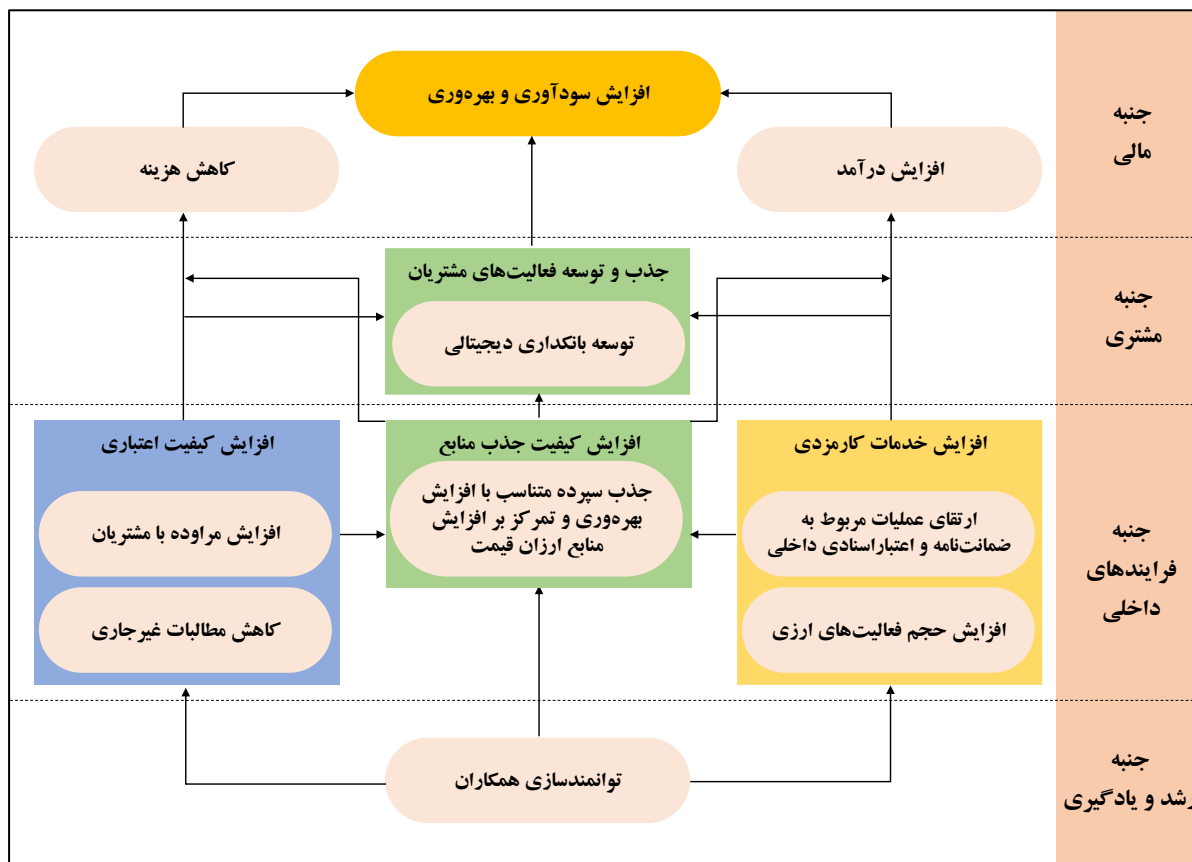 جنبه
مالی
افزایش سودآوری و بهره‌وری
افزایش درآمد
کاهش هزینه
جنبه
مشتری
جذب و توسعه فعالیت‌های مشتریان
توسعه بانکداری دیجیتالی
جنبه
فرایندهای
داخلی
افزایش خدمات کارمزدی
ارتقای عملیات مربوط به
ضمانت‌نامه و اعتباراسنادی داخلی
افزایش حجم فعالیت‌های ارزی
افزایش کیفیت جذب منابع
جذب سپرده متناسب با افزایش
بهره‌وری و تمرکز بر افزایش
منابع ارزان قیمت
افزایش کیفیت اعتباری
افزایش مراوده با مشتریان
کاهش مطالبات غیرجاری
جنبه
رشد و یادگیری
توانمندسازی همکاران